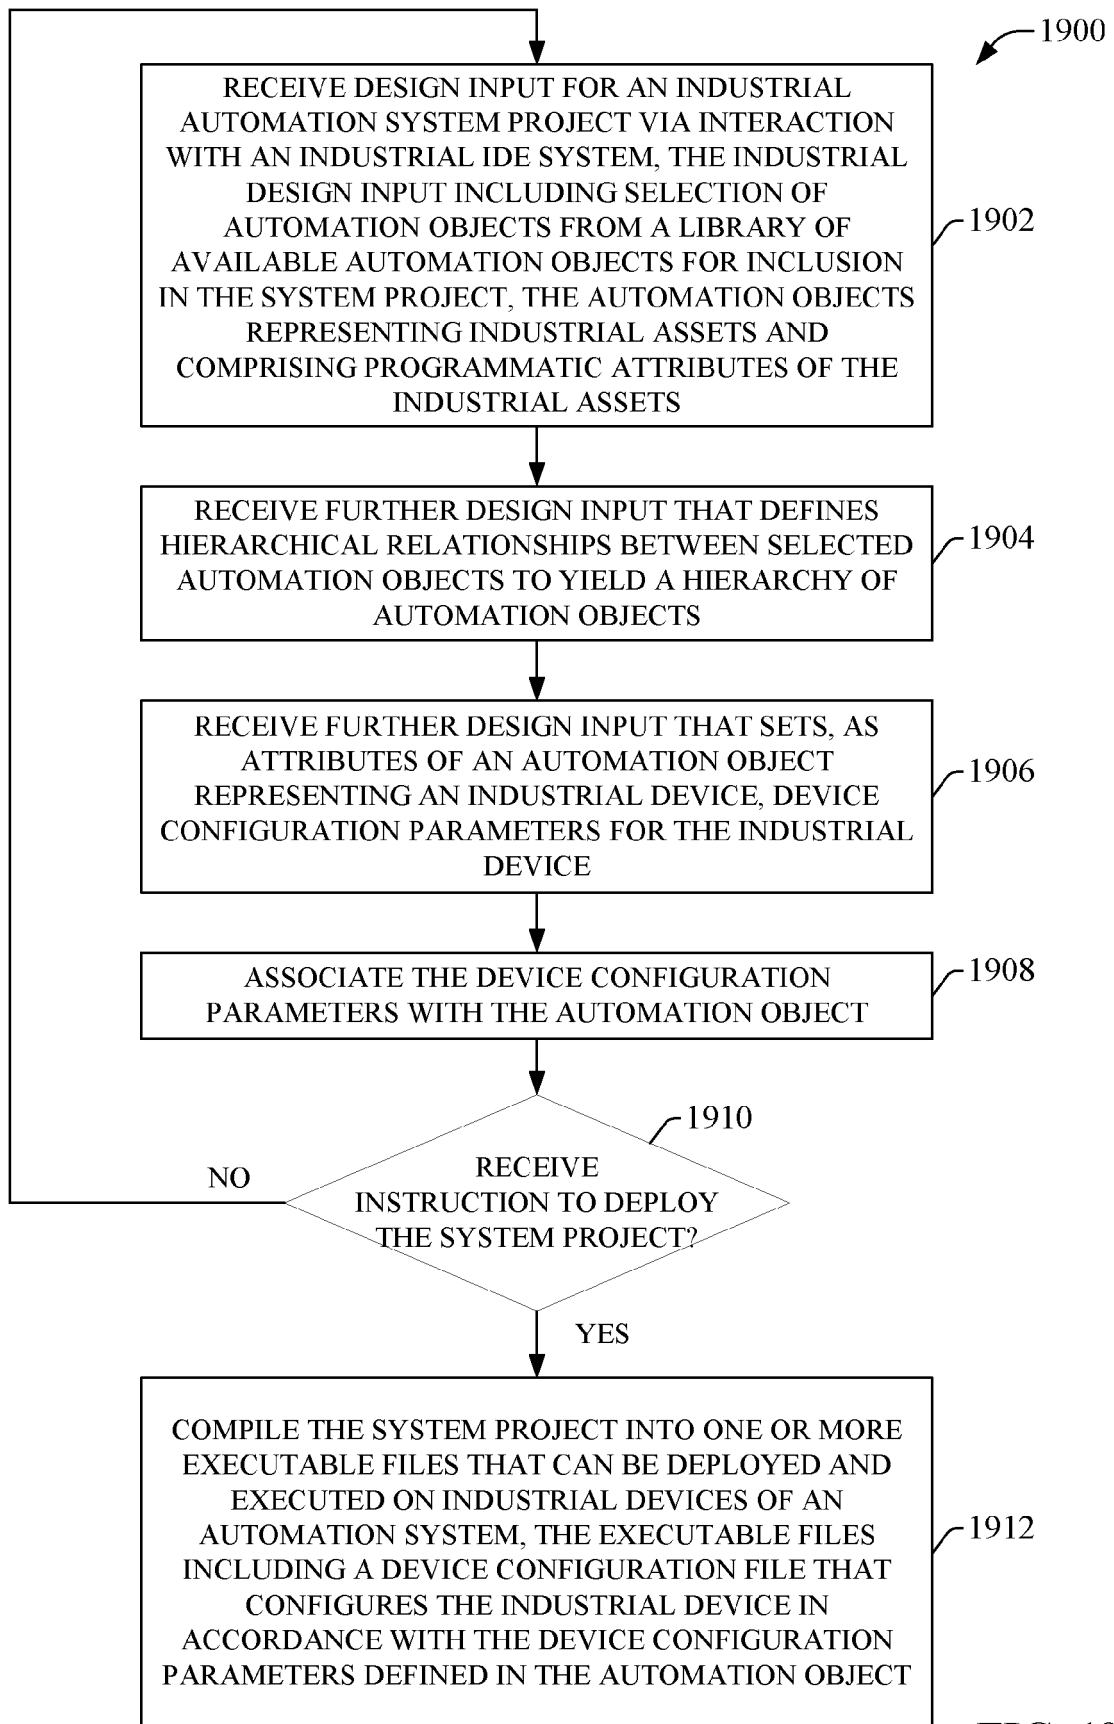 1900
RECEIVE DESIGN INPUT FOR AN INDUSTRIAL
AUTOMATION SYSTEM PROJECT VIA INTERACTION
WITH AN INDUSTRIAL IDE SYSTEM, THE INDUSTRIAL
DESIGN INPUT INCLUDING SELECTION OF
AUTOMATION OBJECTS FROM A LIBRARY OF
AVAILABLE AUTOMATION OBJECTS FOR INCLUSION
IN THE SYSTEM PROJECT, THE AUTOMATION OBJECTS
REPRESENTING INDUSTRIAL ASSETS AND
COMPRISING PROGRAMMATIC ATTRIBUTES OF THE
INDUSTRIAL ASSETS
1902
RECEIVE FURTHER DESIGN INPUT THAT DEFINES
HIERARCHICAL RELATIONSHIPS BETWEEN SELECTED
AUTOMATION OBJECTS TO YIELD A HIERARCHY OF
AUTOMATION OBJECTS
1904
RECEIVE FURTHER DESIGN INPUT THAT SETS, AS
ATTRIBUTES OF AN AUTOMATION OBJECT
REPRESENTING AN INDUSTRIAL DEVICE, DEVICE
CONFIGURATION PARAMETERS FOR THE INDUSTRIAL
DEVICE
1906
ASSOCIATE THE DEVICE CONFIGURATION
PARAMETERS WITH THE AUTOMATION OBJECT
1908
1910
NO
RECEIVE
INSTRUCTION TO DEPLOY
THE SYSTEM PROJECT?
YES
COMPILE THE SYSTEM PROJECT INTO ONE OR MORE
EXECUTABLE FILES THAT CAN BE DEPLOYED AND
EXECUTED ON INDUSTRIAL DEVICES OF AN
AUTOMATION SYSTEM, THE EXECUTABLE FILES
INCLUDING A DEVICE CONFIGURATION FILE THAT
CONFIGURES THE INDUSTRIAL DEVICE IN
ACCORDANCE WITH THE DEVICE CONFIGURATION
PARAMETERS DEFINED IN THE AUTOMATION OBJECT
1912